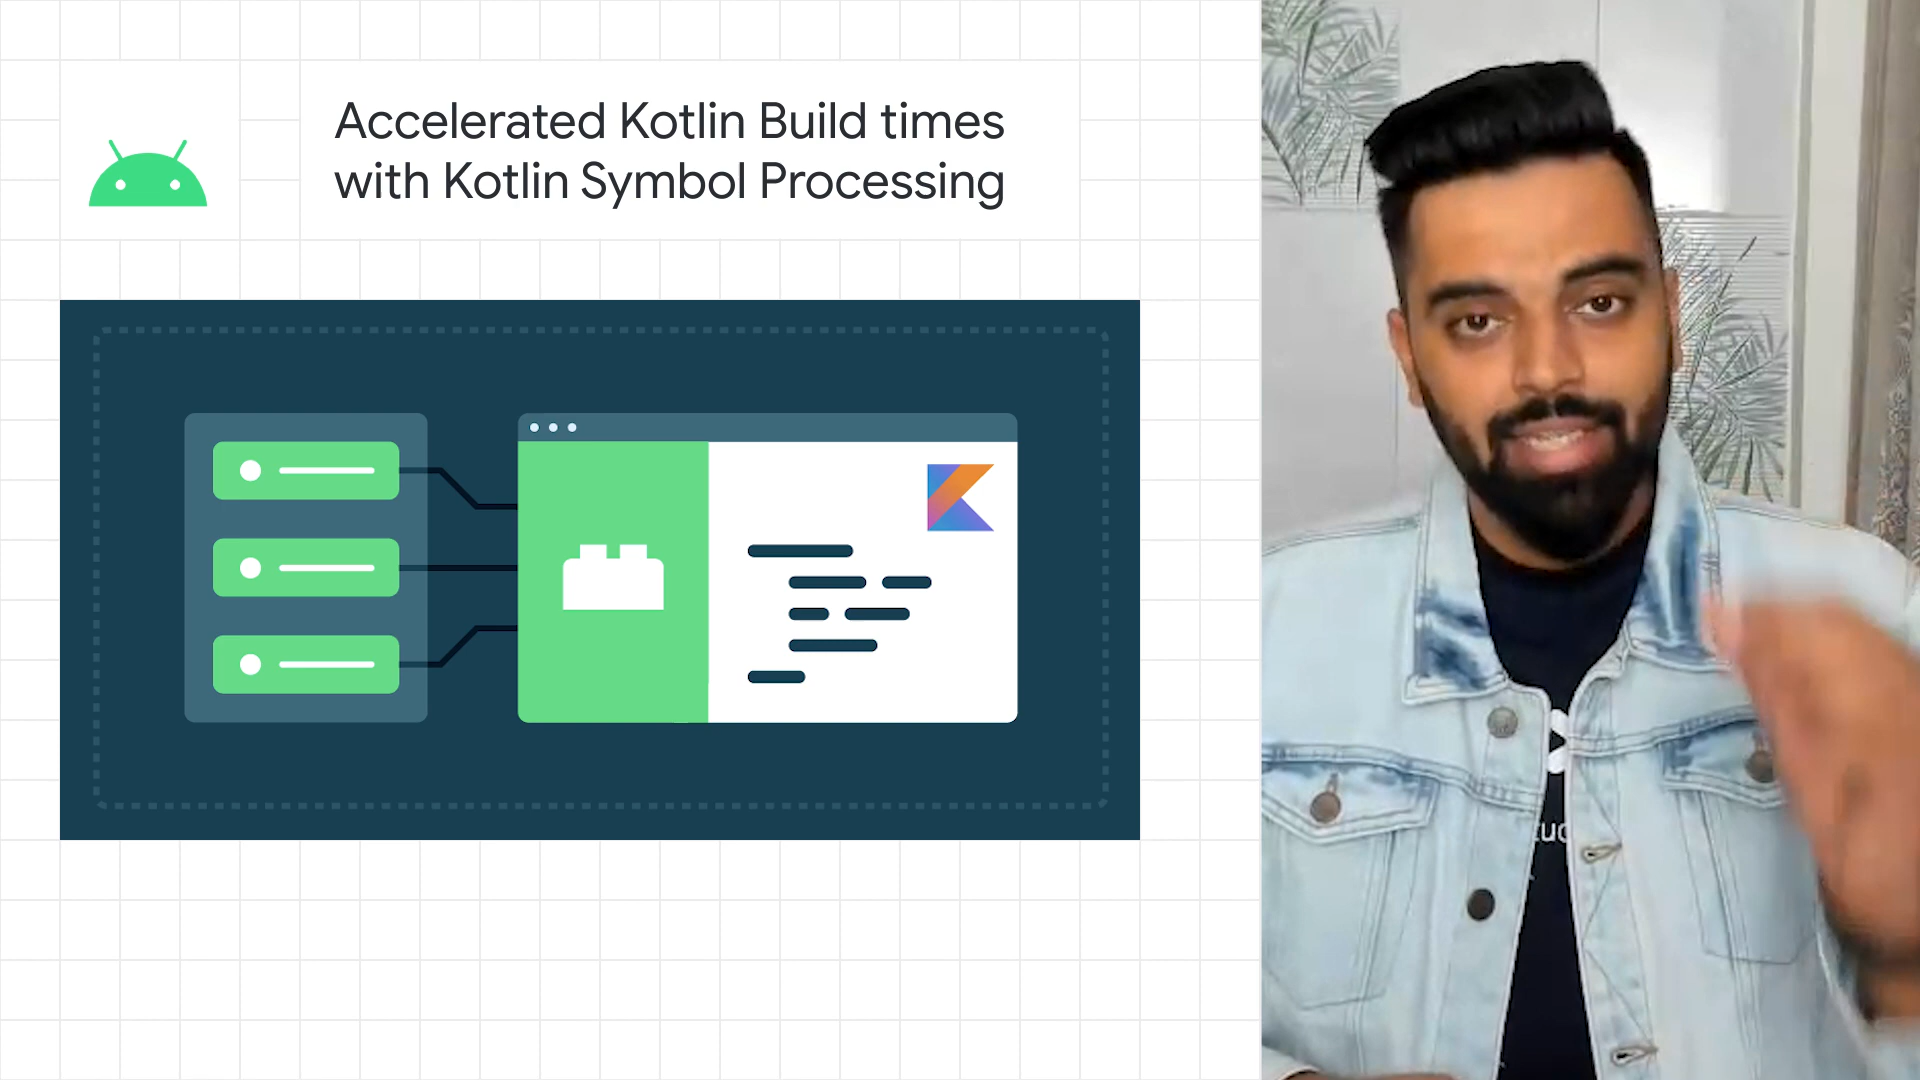 Accelerated Kotlin Build times
with Kotlin Symbol Processing